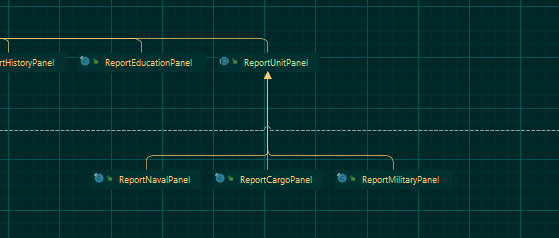 rtHistoryPanel
ReportEducationPanel
ReportUnitPanel
ReportNavalPanel
ReportCargoPanel
ReportMilitaryPanel